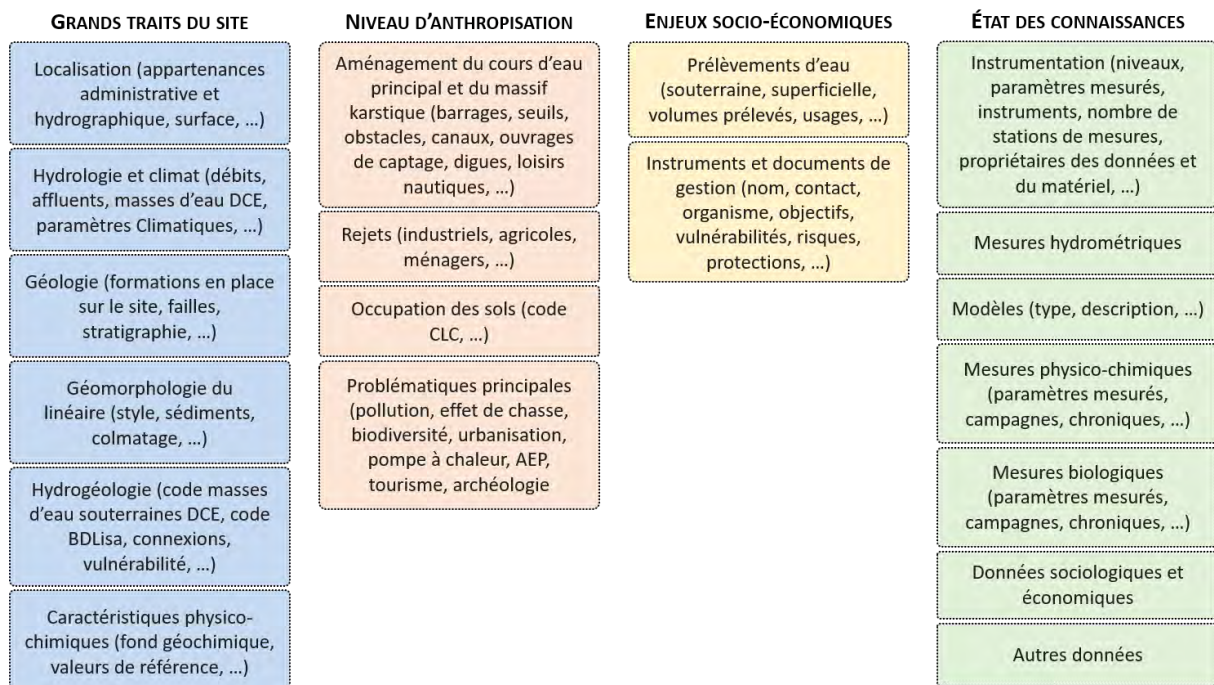 GRANDS TRAITS DU SITE
Localisation (appartenances
administrative et
hydrographique, surface, …)
Hydrologie et climat (débits,
affluents, masses d'eau DCE,
paramètres Climatiques, …)
Géologie (formations en place
sur le site, failles,
stratigraphie, …)
Géomorphologie du
linéaire (style, sédiments,
colmatage, …)
Hydrogéologie (code masses
d'eau souterraines DCE, code
BDLisa, connexions,
vulnérabilité, …)
Caractéristiques physico-
chimiques (fond géochimique,
valeurs de référence, …)
NIVEAU D'ANTHROPISATION
Aménagement du cours d'eau
principal et du massif
karstique (barrages, seuils,
obstacles, canaux, ouvrages
de captage, digues, loisirs
nautiques, …)
Rejets (industriels, agricoles,
ménagers, …)
Occupation des sols (code
CLC, …)
Problématiques principales
(pollution, effet de chasse,
biodiversité, urbanisation,
pompe à chaleur, AEP,
tourisme, archéologie
ENJEUX SOCIO-ÉCONOMIQUES
Prélèvements d'eau
(souterraine, superficielle,
volumes prélevés, usages, …)
Instruments et documents de
gestion (nom, contact,
organisme, objectifs,
vulnérabilités, risques,
protections, …)
ÉTAT DES CONNAISSANCES
Instrumentation (niveaux,
paramètres mesurés,
instruments, nombre de
stations de mesures,
propriétaires des données et
du matériel, …)
Mesures hydrométriques
Modèles (type, description, …)
Mesures physico-chimiques
(paramètres mesurés,
campagnes, chroniques, …)
Mesures biologiques
(paramètres mesurés,
campagnes, chroniques, …)
Données sociologiques et
économiques
Autres données